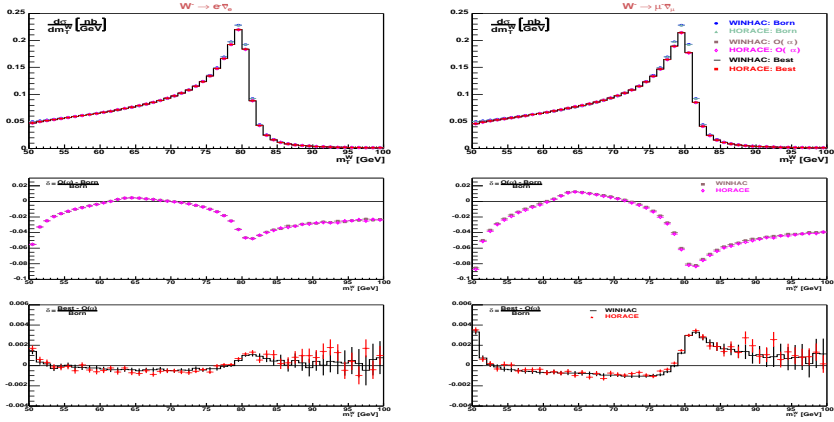 W⁻ → e⁻ν̄ₑ
dσ/dm_T^W [nb/GeV]
0.25
0.2
0.15
0.1
0.05
0
50 55 60 65 70 75 80 85 90 95 100
m_T^W [GeV]
δ = O(α) - Born / Born
0.02
0
-0.02
-0.04
-0.06
-0.08
-0.1
50 55 60 65 70 75 80 85 90 95 100
m_T^W [GeV]
δ = Best - O(α) / Born
0.006
0.004
0.002
0
-0.002
-0.004
50 55 60 65 70 75 80 85 90 95 100
m_T^W [GeV]
W⁻ → μ⁻ν̄_μ
dσ/dm_T^W [nb/GeV]
WINHAC: Born
HORACE: Born
WINHAC: O(α)
HORACE: O(α)
WINHAC: Best
HORACE: Best
0.25
0.2
0.15
0.1
0.05
0
50 55 60 65 70 75 80 85 90 95 100
m_T^W [GeV]
δ = O(α) - Born / Born
WINHAC
HORACE
0.02
0
-0.02
-0.04
-0.06
-0.08
-0.1
50 55 60 65 70 75 80 85 90 95 100
m_T^W [GeV]
δ = Best - O(α) / Born
WINHAC
HORACE
0.006
0.004
0.002
0
-0.002
-0.004
50 55 60 65 70 75 80 85 90 95 100
m_T^W [GeV]